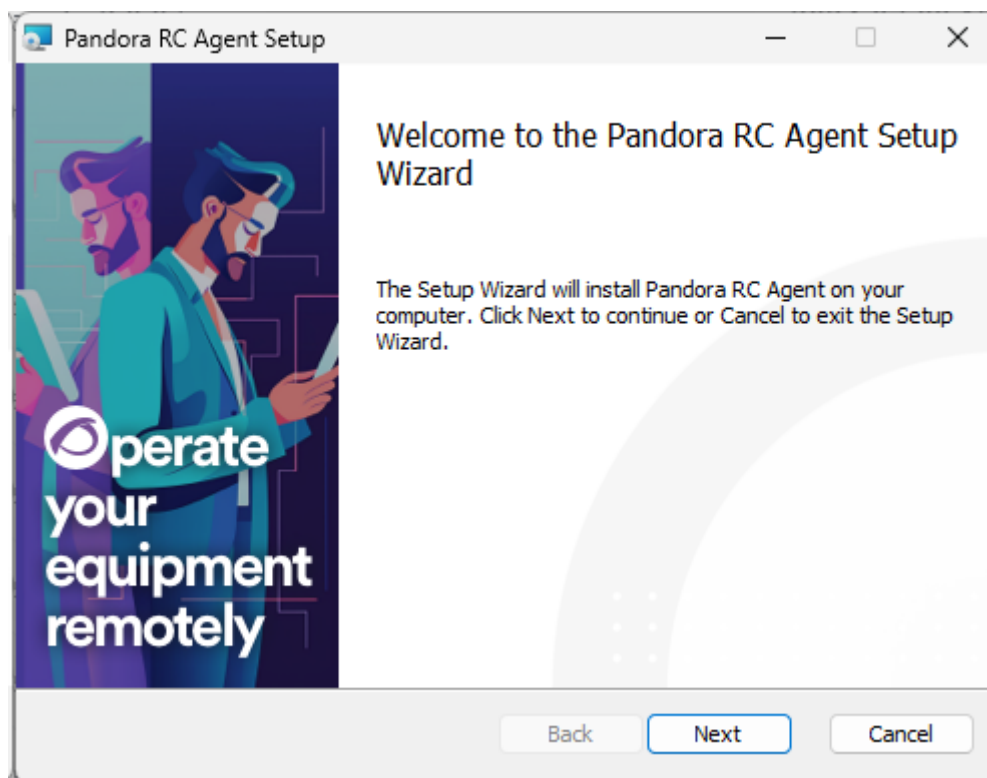 Pandora RC Agent Setup
Welcome to the Pandora RC Agent Setup
Wizard
The Setup Wizard will install Pandora RC Agent on your
computer. Click Next to continue or Cancel to exit the Setup
Wizard.
Operate
your
equipment
remotely
Back
Next
Cancel